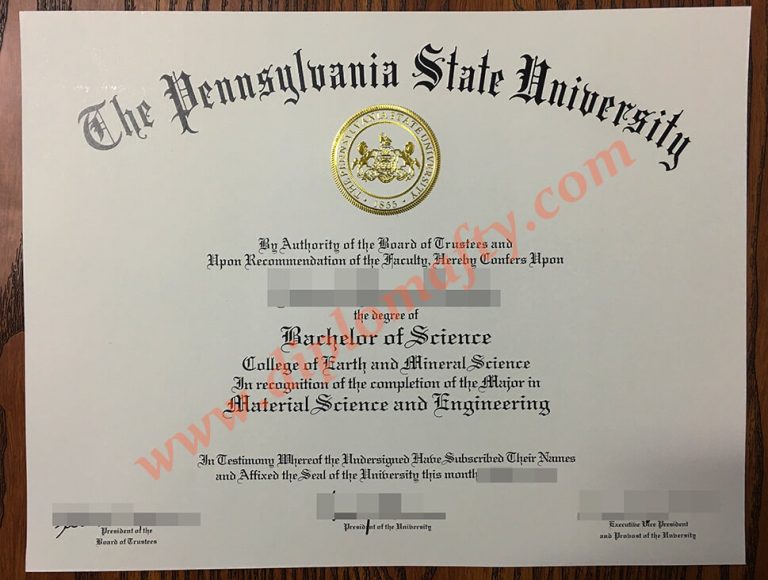 The Pennsylvania State University
THE PENNSYLVANIA STATE UNIVERSITY
1855
By Authority of the Board of Trustees and
Upon Recommendation of the Faculty, Hereby Confers Upon
the degree of
Bachelor of Science
College of Earth and Mineral Science
In recognition of the completion of the Major in
Material Science and Engineering
In Testimony Whereof the Undersigned Have Subscribed Their Names
and Affixed the Seal of the University this month
President of the
Board of Trustees
President of the University
Executive Vice President
and Provost of the Unversity
www.diplomafty.com